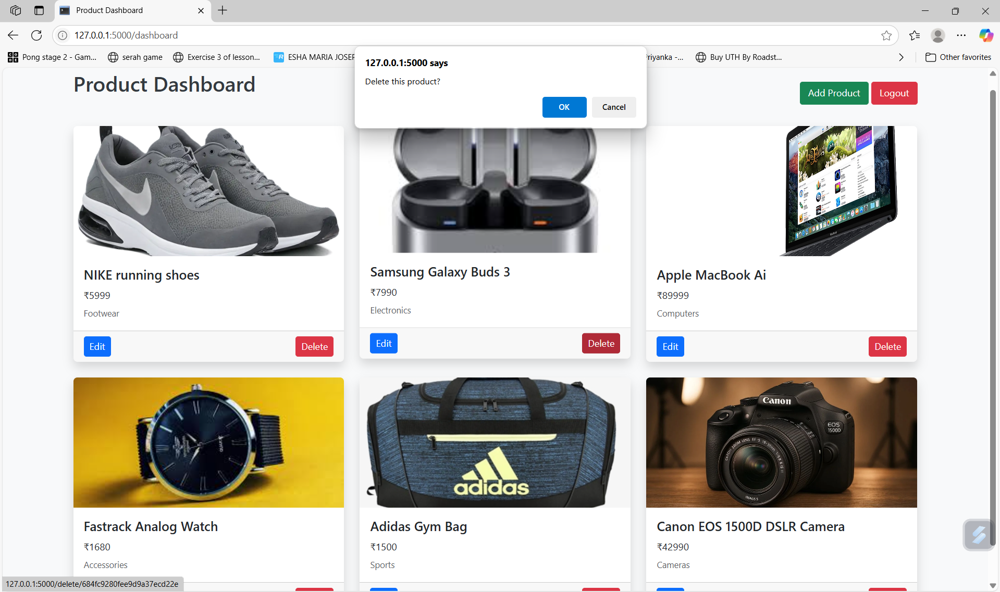 Product Dashboard
127.0.0.1:5000/dashboard
Pong stage 2 - Gam...
serah game
Exercise 3 of lesson...
ESHA MARIA JOSEP
riyanka -...
Buy UTH By Roadst...
Other favorites
127.0.0.1:5000 says
Delete this product?
OK
Cancel
Product Dashboard
Add Product
Logout
NIKE running shoes
₹5999
Footwear
Edit
Delete
Samsung Galaxy Buds 3
₹7990
Electronics
Edit
Delete
MacBook
Apple MacBook Ai
₹89999
Computers
Edit
Delete
QUARTZ
Fastrack Analog Watch
₹1680
Accessories
adidas
Adidas Gym Bag
₹1500
Sports
Canon
EOS
1500D
Canon EOS 1500D DSLR Camera
₹42990
Cameras
127.0.0.1:5000/delete/684fc9280fee9d9a37ecd22e